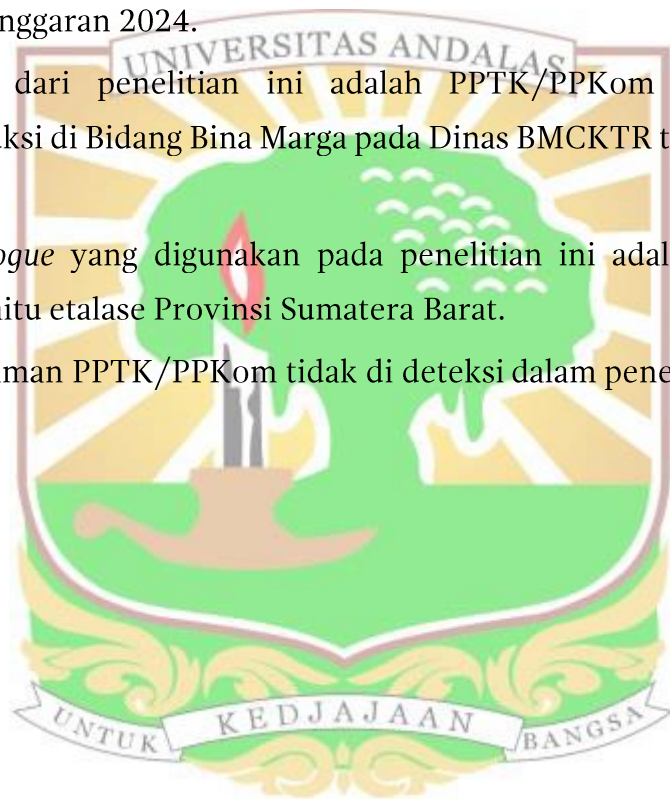 nggaran 2024.
UNIVERSITAS ANDALAS
dari penelitian ini adalah PPTK/PPKom
ksi di Bidang Bina Marga pada Dinas BMCKTR t
ogue yang digunakan pada penelitian ini adal
itu etalase Provinsi Sumatera Barat.
man PPTK/PPKom tidak di deteksi dalam pene
UNTUK KEDJAJAAN BANGSA